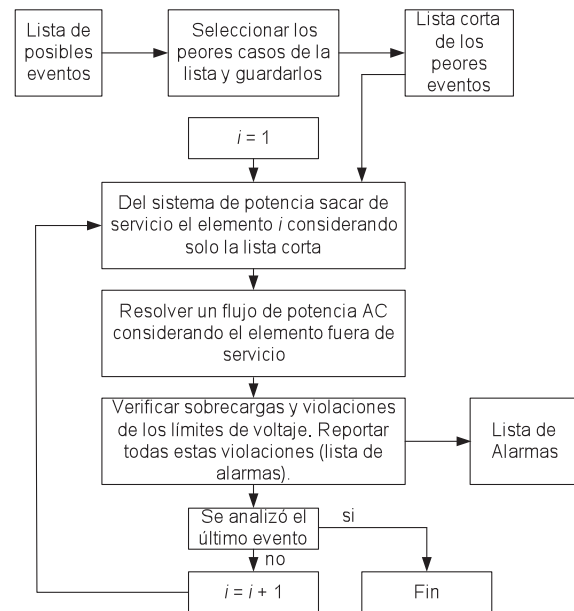 Lista de
posibles
eventos
Seleccionar los
peores casos de la
lista y guardarlos
Lista corta
de los
peores
eventos
i = 1
Del sistema de potencia sacar de
servicio el elemento i considerando
solo la lista corta
Resolver un flujo de potencia AC
considerando el elemento fuera de
servicio
Verificar sobrecargas y violaciones
de los límites de voltaje. Reportar
todas estas violaciones (lista de
alarmas).
Lista de
Alarmas
Se analizó el
último evento
si
no
i = i + 1
Fin